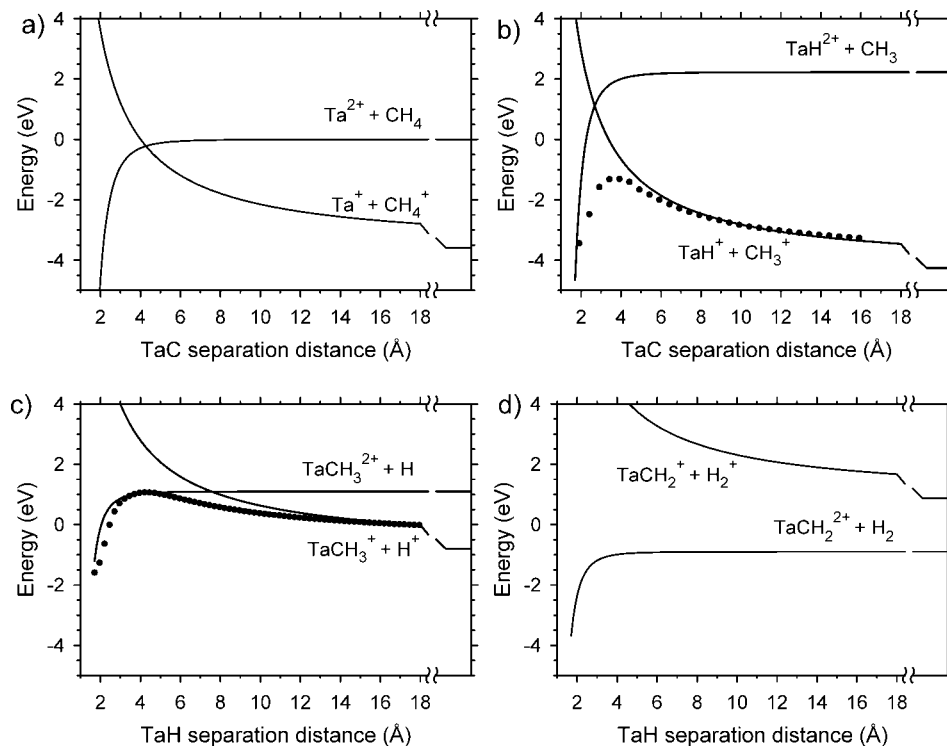 a)
4
2
0
-2
-4
Energy (eV)
Ta²⁺ + CH₄
Ta⁺ + CH₄⁺
2 4 6 8 10 12 14 16 18
TaC separation distance (Å)
b)
4
2
0
-2
-4
Energy (eV)
TaH²⁺ + CH₃
TaH⁺ + CH₃⁺
2 4 6 8 10 12 14 16 18
TaC separation distance (Å)
c)
4
2
0
-2
-4
Energy (eV)
TaCH₃²⁺ + H
TaCH₃⁺ + H⁺
2 4 6 8 10 12 14 16 18
TaH separation distance (Å)
d)
4
2
0
-2
-4
Energy (eV)
TaCH₂⁺ + H₂⁺
TaCH₂²⁺ + H₂
2 4 6 8 10 12 14 16 18
TaH separation distance (Å)